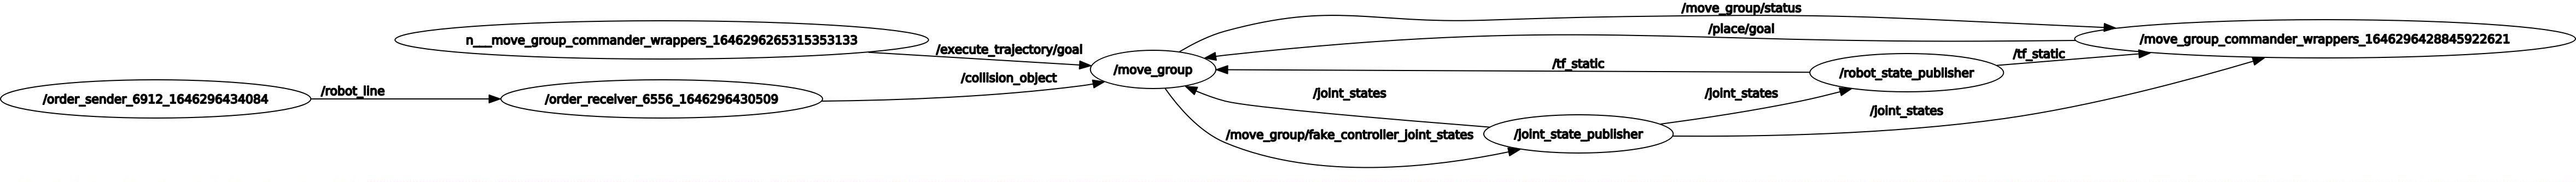 /move_group/status
/place/goal
n___move_group_commander_wrappers_1646296265315353133
/execute_trajectory/goal
/move_group_commander_wrappers_1646296428845922621
/tf_static
/tf_static
/move_group
/robot_state_publisher
/collision_object
/robot_line
/joint_states
/joint_states
/order_sender_6912_1646296434084
/order_receiver_6556_1646296430509
/joint_states
/move_group/fake_controller_joint_states
/joint_state_publisher